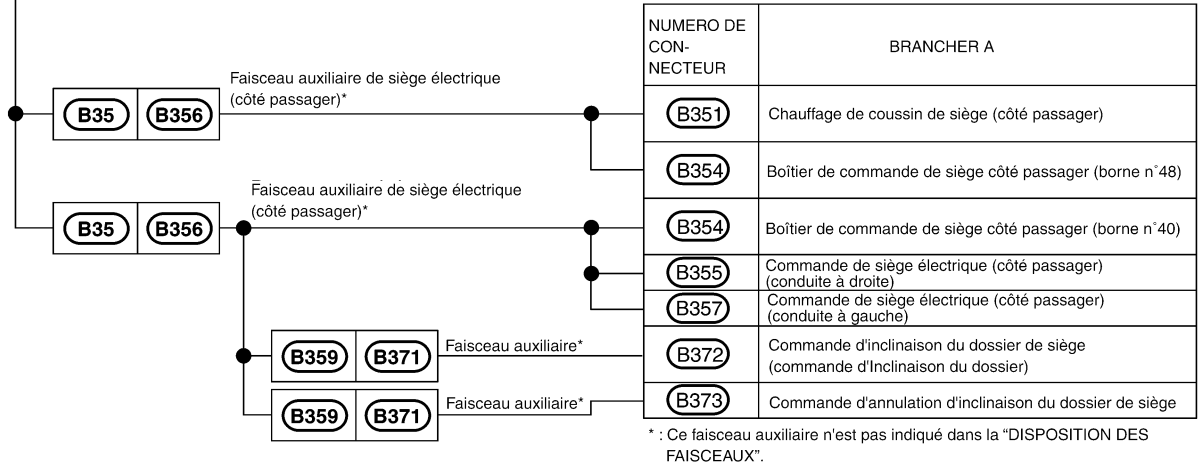 NUMERO DE
CON-
NECTEUR
BRANCHER A
Faisceau auxiliaire de siège électrique
(côté passager)*
B35 B356
B351 Chauffage de coussin de siège (côté passager)
B354 Boîtier de commande de siège côté passager (borne n°48)
Faisceau auxiliaire de siège électrique
(côté passager)*
B35 B356
B354 Boîtier de commande de siège côté passager (borne n°40)
B355 Commande de siège électrique (côté passager)
(conduite à droite)
B357 Commande de siège électrique (côté passager)
(conduite à gauche)
B359 B371 Faisceau auxiliaire*
B372 Commande d'inclinaison du dossier de siège
(commande d'Inclinaison du dossier)
B359 B371 Faisceau auxiliaire*
B373 Commande d'annulation d'inclinaison du dossier de siège
* : Ce faisceau auxiliaire n'est pas indiqué dans la “DISPOSITION DES
FAISCEAUX”.